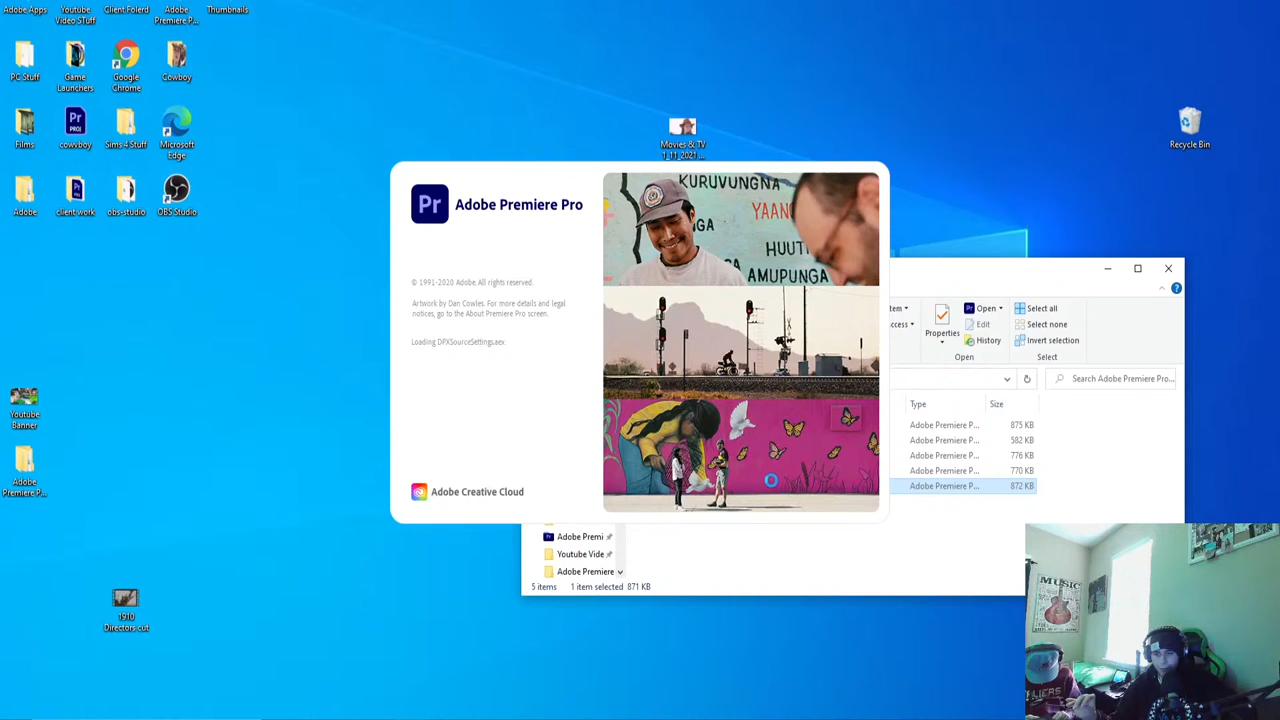 Adobe Apps
Youtube
Video STuff
Client Folerd
Adobe
Premiere P...
Thumbnails
PC Stuff
Game
Launchers
Google
Chrome
Cowboy
Films
cowvboy
Sims 4 Stuff
Microsoft
Edge
Adobe
client work
obs-studio
OBS Studio
Youtube
Banner
Adobe
Premiere P...
1910
Directors cut
Movies & TV
1_11_2021...
Recycle Bin
Pr Adobe Premiere Pro
© 1991-2020 Adobe. All rights reserved.
Artwork by Dan Cowles. For more details and legal
notices, go to the About Premiere Pro screen.
Loading DPXSourceSettings.aex
Adobe Creative Cloud
KURUVUNGNA
YAAN
HUUT
AMUPUNGA
Properties
Open
Edit
History
Open
Select all
Select none
Invert selection
Select
Search Adobe Premiere Pro...
Type
Size
Adobe Premiere P... 875 KB
Adobe Premiere P... 582 KB
Adobe Premiere P... 776 KB
Adobe Premiere P... 770 KB
Adobe Premiere P... 872 KB
Adobe Premi
Youtube Vide
Adobe Premiere
5 items 1 item selected 871 KB
MUSIC